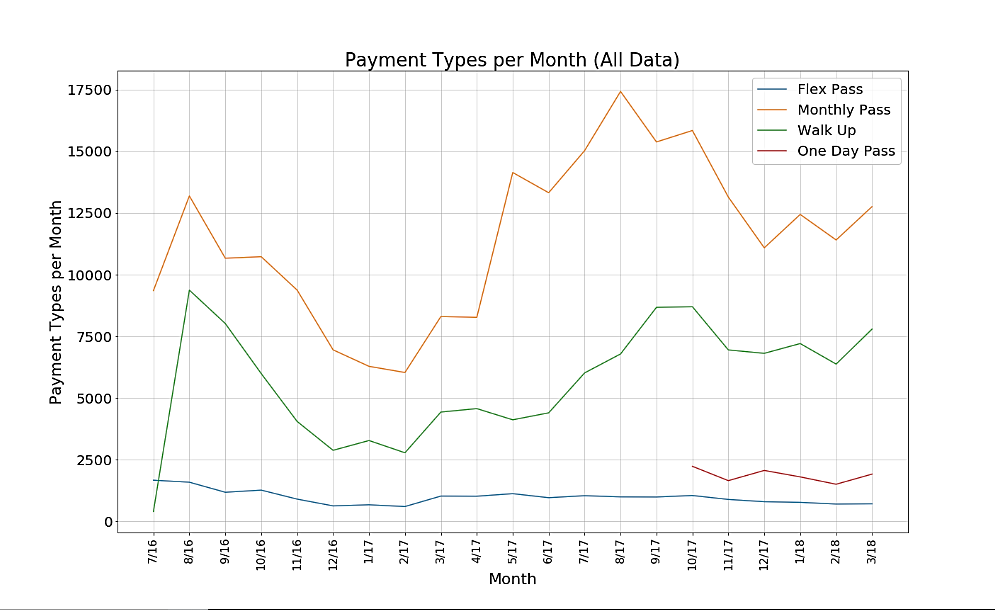 Payment Types per Month (All Data)
Flex Pass
Monthly Pass
Walk Up
One Day Pass
Payment Types per Month
17500
15000
12500
10000
7500
5000
2500
0
7/16 8/16 9/16 10/16 11/16 12/16 1/17 2/17 3/17 4/17 5/17 6/17 7/17 8/17 9/17 10/17 11/17 12/17 1/18 2/18 3/18
Month